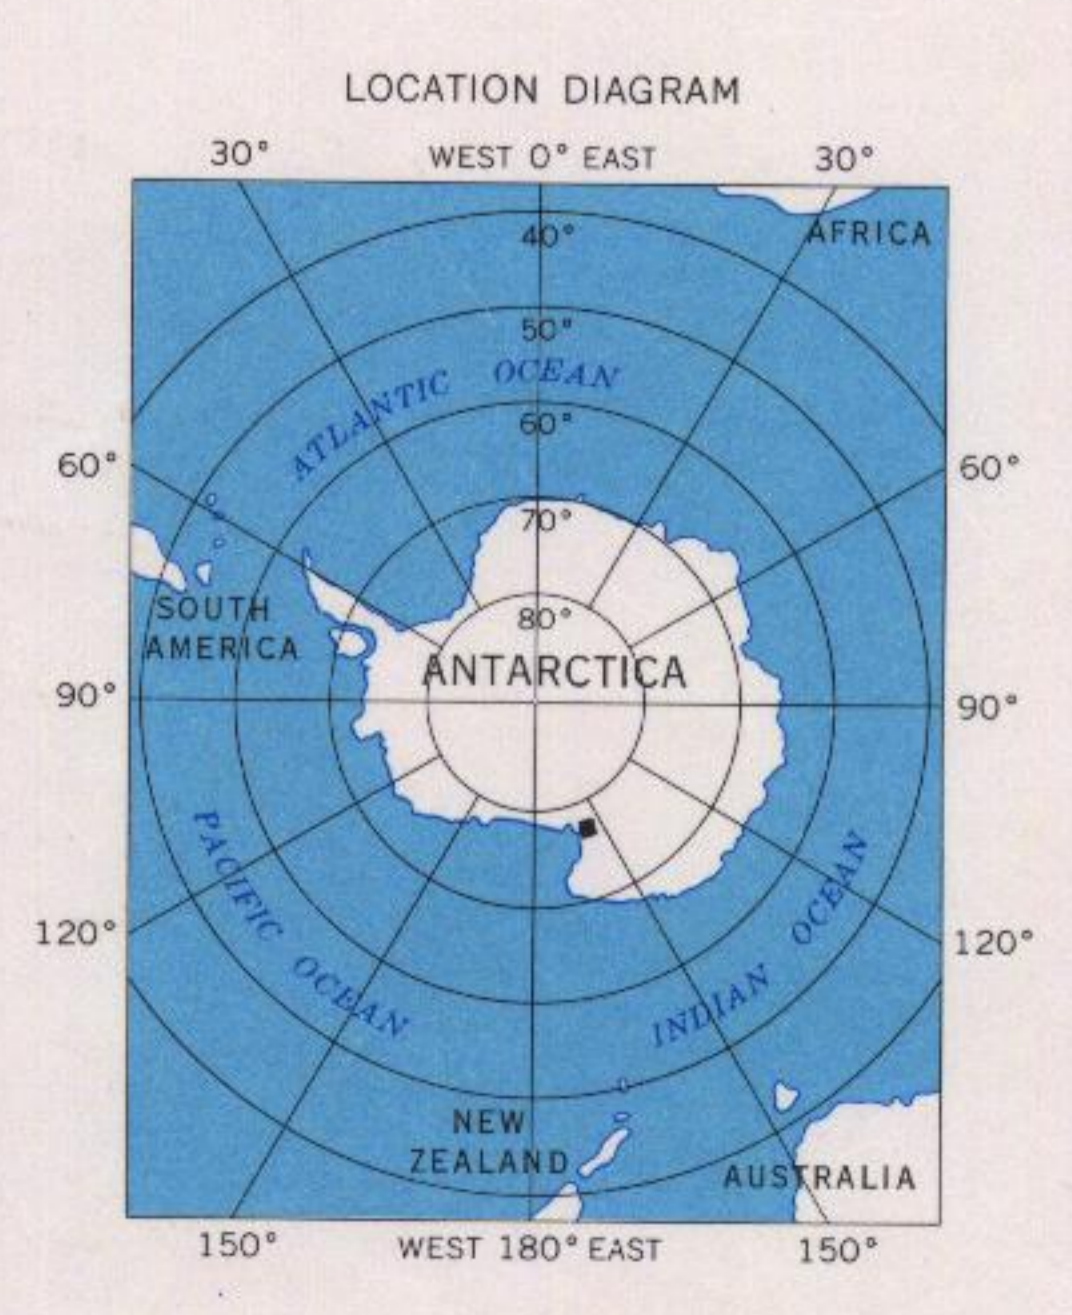 LOCATION DIAGRAM
30° WEST 0° EAST 30°
AFRICA
40°
50°
ATLANTIC OCEAN
60°
60° 60°
70°
SOUTH
AMERICA
80°
ANTARCTICA
90° 90°
PACIFIC OCEAN
INDIAN OCEAN
120° 120°
NEW
ZEALAND
AUSTRALIA
150° WEST 180° EAST 150°